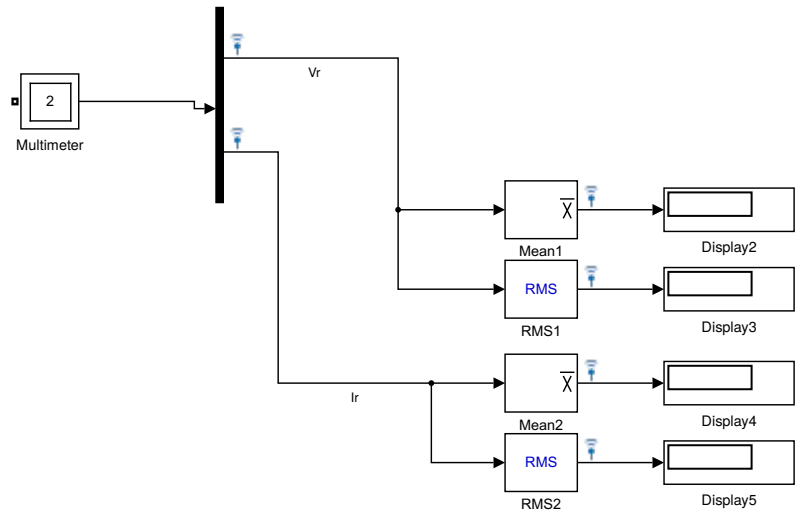 Vr
2
Multimeter
X
Mean1
Display2
RMS
RMS1
Display3
Ir
X
Mean2
Display4
RMS
RMS2
Display5